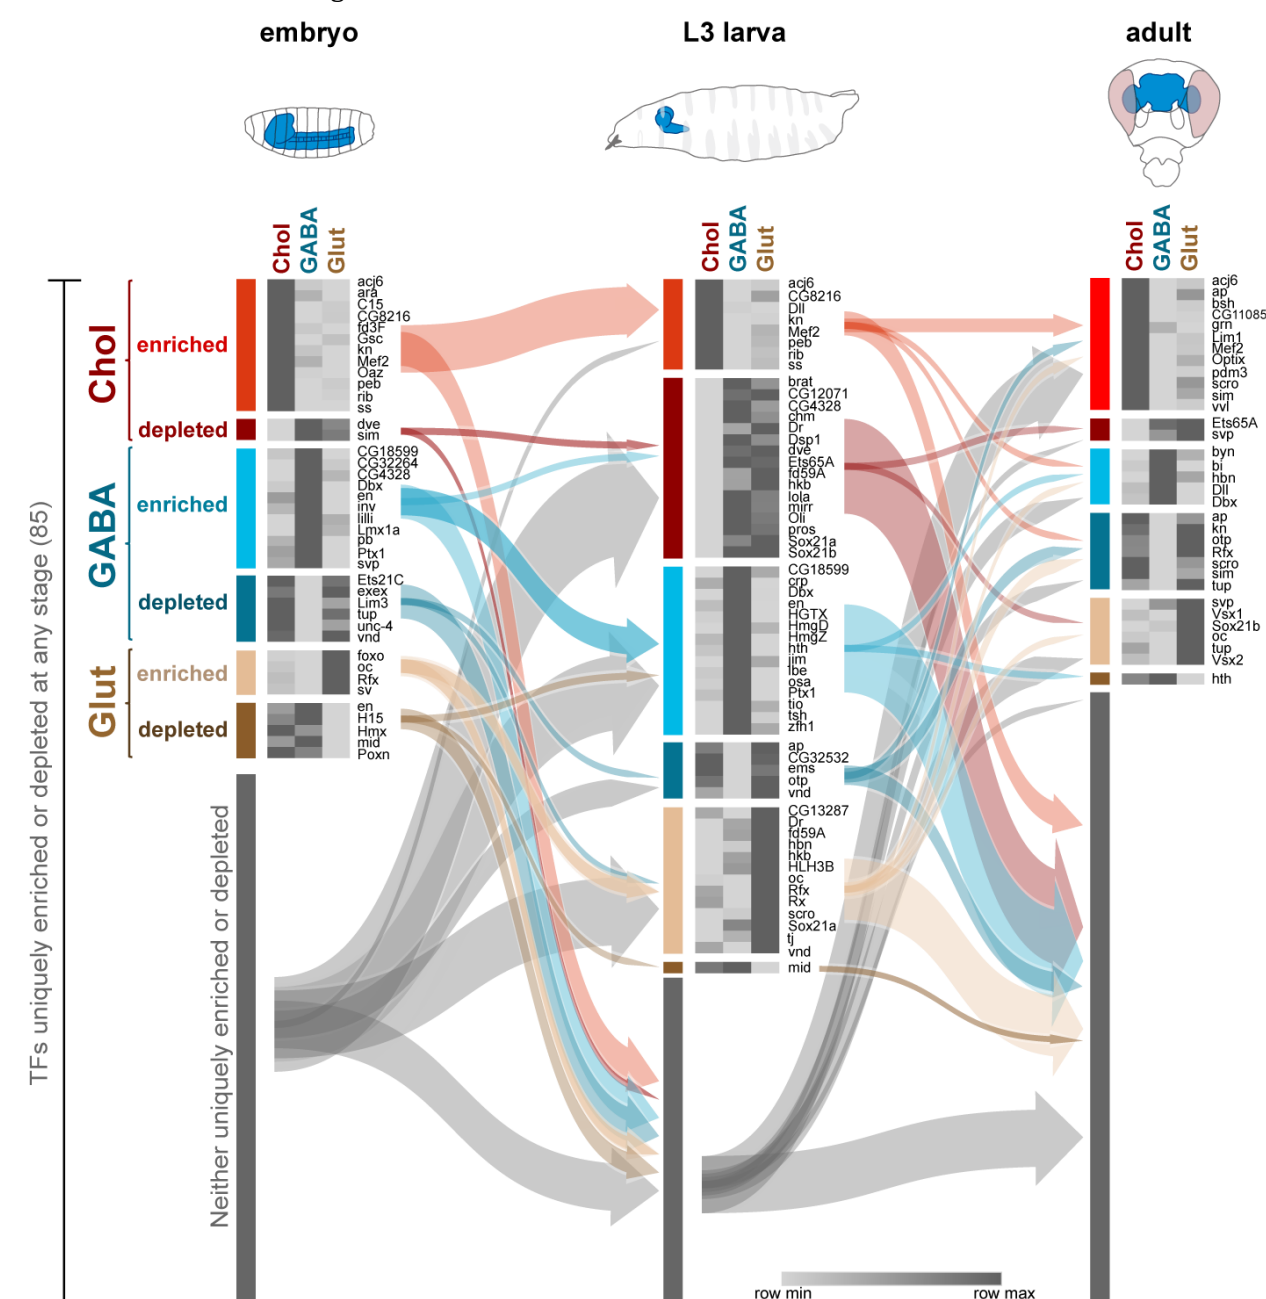 embryo
L3 larva
adult
Chol
GABA
Glut
Chol
GABA
Glut
Chol
GABA
Glut
TFs uniquely enriched or depleted at any stage (85)
Chol
enriched
depleted
GABA
enriched
depleted
Glut
enriched
depleted
Neither uniquely enriched or depleted
acj6
ara
C15
CG8216
fd3F
Gsc
kn
Mef2
Oaz
peb
rib
ss
dve
sim
CG18599
CG32264
CG4328
Dbx
en
inv
lilli
Lmx1a
pb
Ptx1
svp
Ets21C
exex
Lim3
tup
unc-4
vnd
foxo
oc
Rfx
sv
en
H15
Hmx
mid
Poxn
acj6
CG8216
Dll
kn
Mef2
peb
rib
ss
brat
CG12071
CG4328
chm
Dr
Dsp1
dve
Ets65A
fd59A
hkb
lola
mirr
Oli
pros
Sox21a
Sox21b
CG18599
crp
Dbx
en
HGTX
HmgD
HmgZ
hth
jim
lbe
osa
Ptx1
tio
tsh
zfh1
ap
CG32532
ems
otp
vnd
CG13287
Dr
fd59A
hbn
hkb
HLH3B
oc
Rfx
Rx
scro
Sox21a
tj
vnd
mid
acj6
ap
bsh
CG11085
grn
Lim1
Mef2
Optix
pdm3
scro
sim
vvl
Ets65A
svp
byn
bi
hbn
Dll
Dbx
ap
kn
otp
Rfx
scro
sim
tup
svp
Vsx1
Sox21b
oc
tup
Vsx2
hth
row min
row max